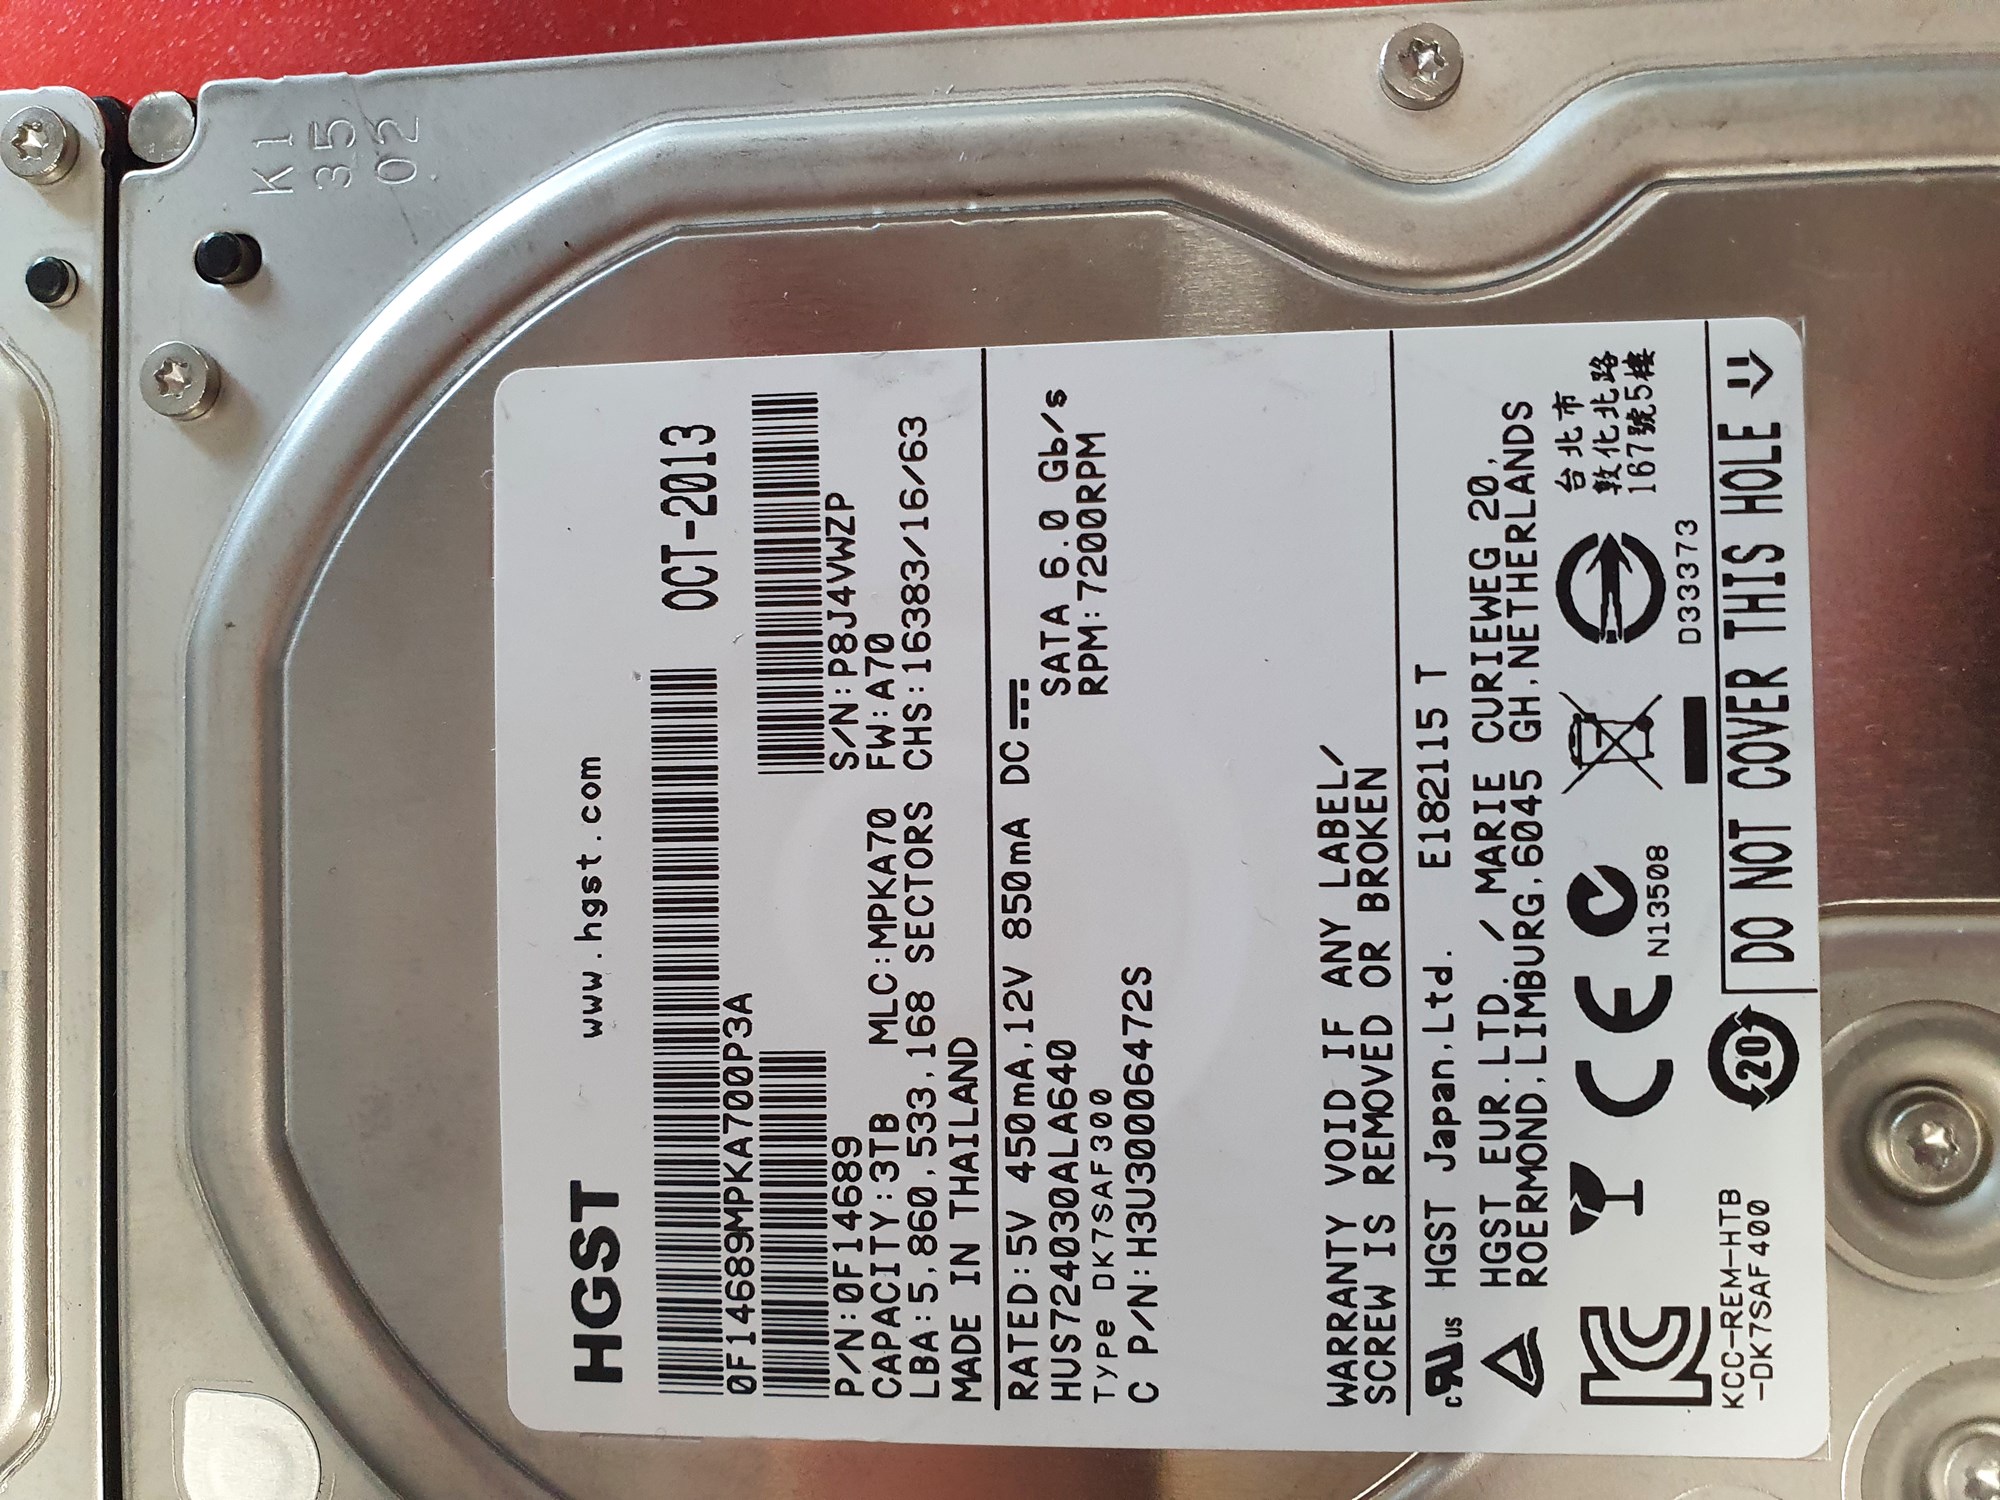 K1
35
02
HGST www.hgst.com
OCT-2013
0F14689MPKA700P3A
P/N:0F14689 S/N:P8J4VWZP
CAPACITY:3TB MLC:MPKA70 FW:A70
LBA:5,860,533,168 SECTORS CHS:16383/16/63
MADE IN THAILAND
RATED:5V 450mA,12V 850mA DC
HUS724030ALA640 SATA 6.0 Gb/s
TYPE DK7SAF300 RPM:7200RPM
C P/N:H3U30006472S
WARRANTY VOID IF ANY LABEL/
SCREW IS REMOVED OR BROKEN
c RU us HGST Japan,Ltd. E182115 T
HGST EUR.LTD. / MARIE CURIEWEG 20,
ROERMOND,LIMBURG,6045 GH,NETHERLANDS
CE
N13508
D33373
台北市
敦化北路
167號5樓
KCC-REM-HTB
-DK7SAF400
20
DO NOT COVER THIS HOLE